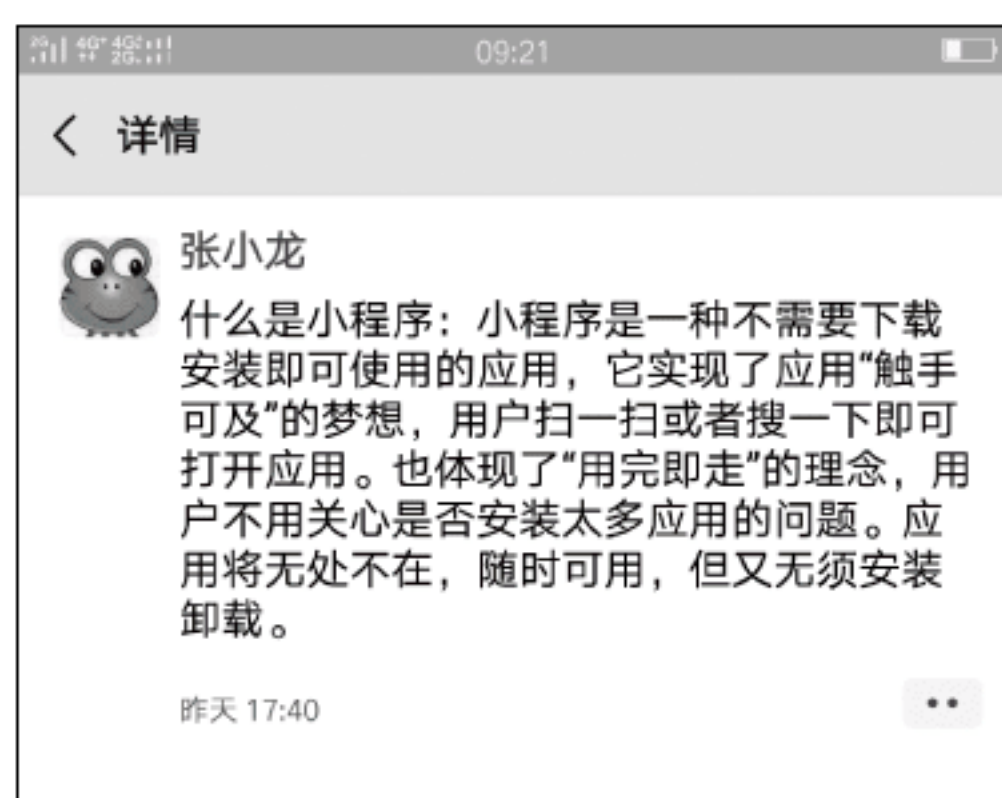 2G 4G+ 4G 2G
09:21
详情
张小龙
什么是小程序：小程序是一种不需要下载
安装即可使用的应用，它实现了应用“触手
可及”的梦想，用户扫一扫或者搜一下即可
打开应用。也体现了“用完即走”的理念，用
户不用关心是否安装太多应用的问题。应
用将无处不在，随时可用，但又无须安装
卸载。
昨天 17:40